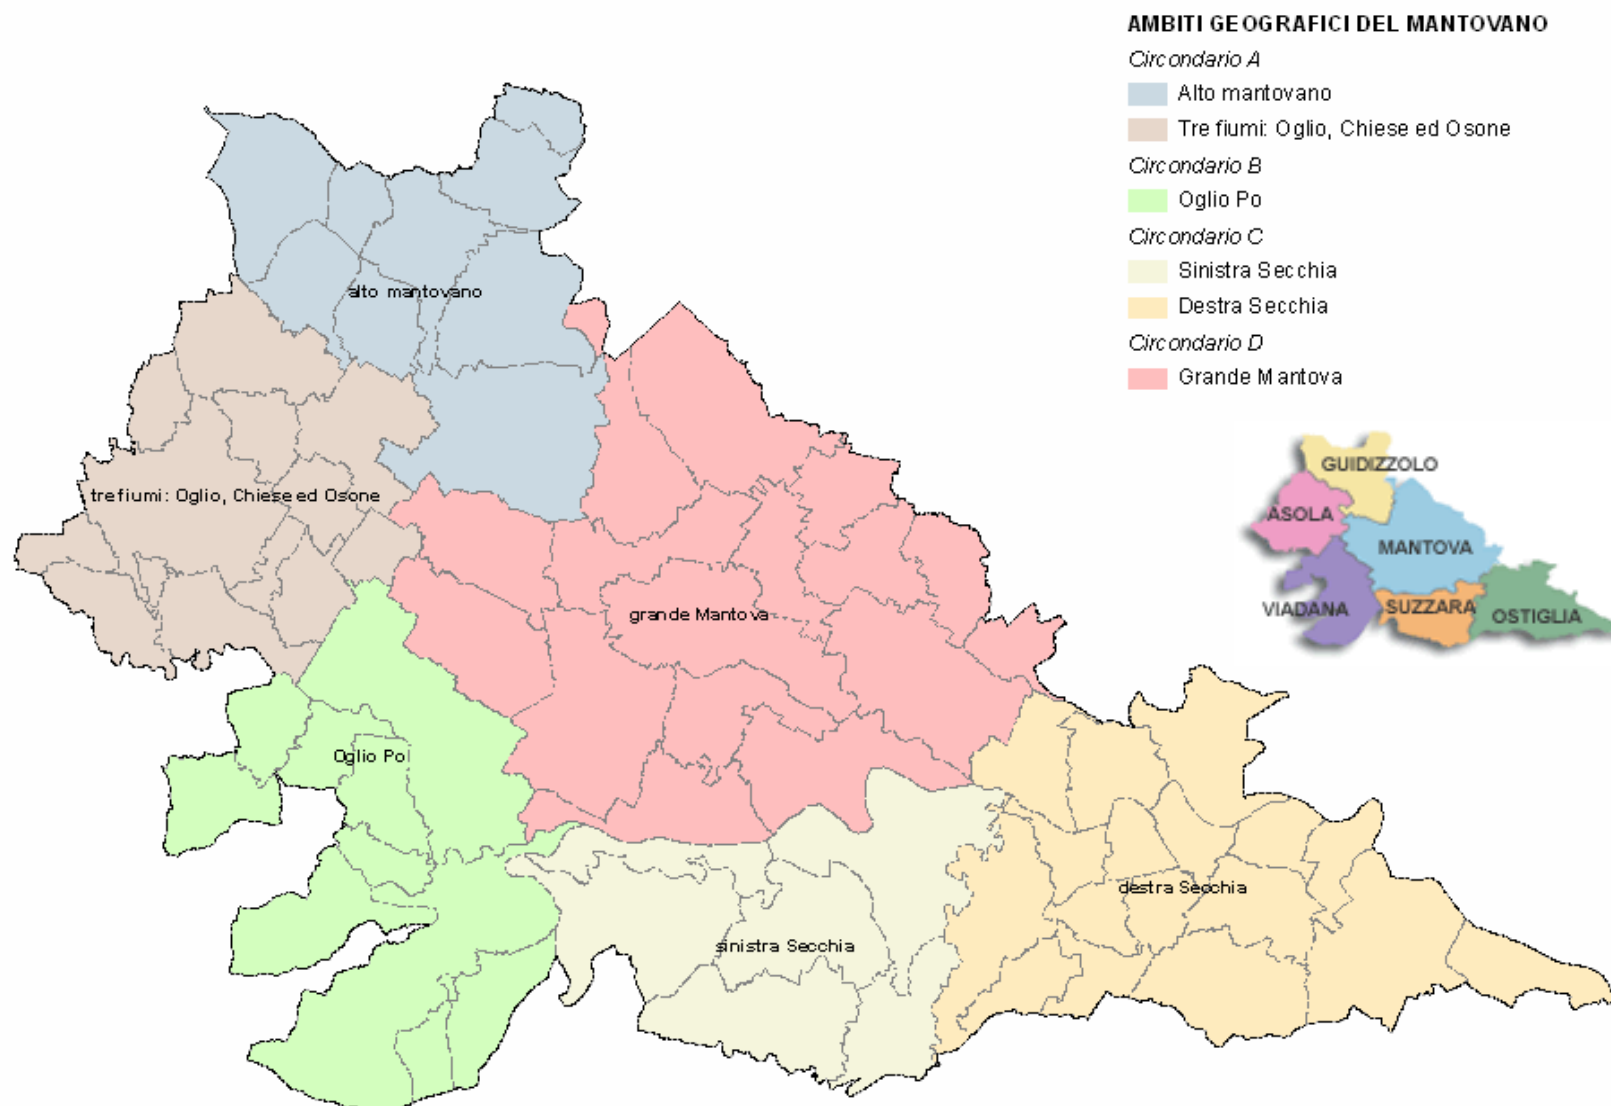 AMBITI GEOGRAFICI DEL MANTOVANO
Circondario A
Alto mantovano
Tre fiumi: Oglio, Chiese ed Osone
Circondario B
Oglio Po
Circondario C
Sinistra Secchia
Destra Secchia
Circondario D
Grande Mantova
alto mantovano
tre fiumi: Oglio, Chiese ed Osone
grande Mantova
Oglio Po
destra Secchia
sinistra Secchia
GUIDIZZOLO
ASOLA
MANTOVA
VIADANA
SUZZARA
OSTIGLIA